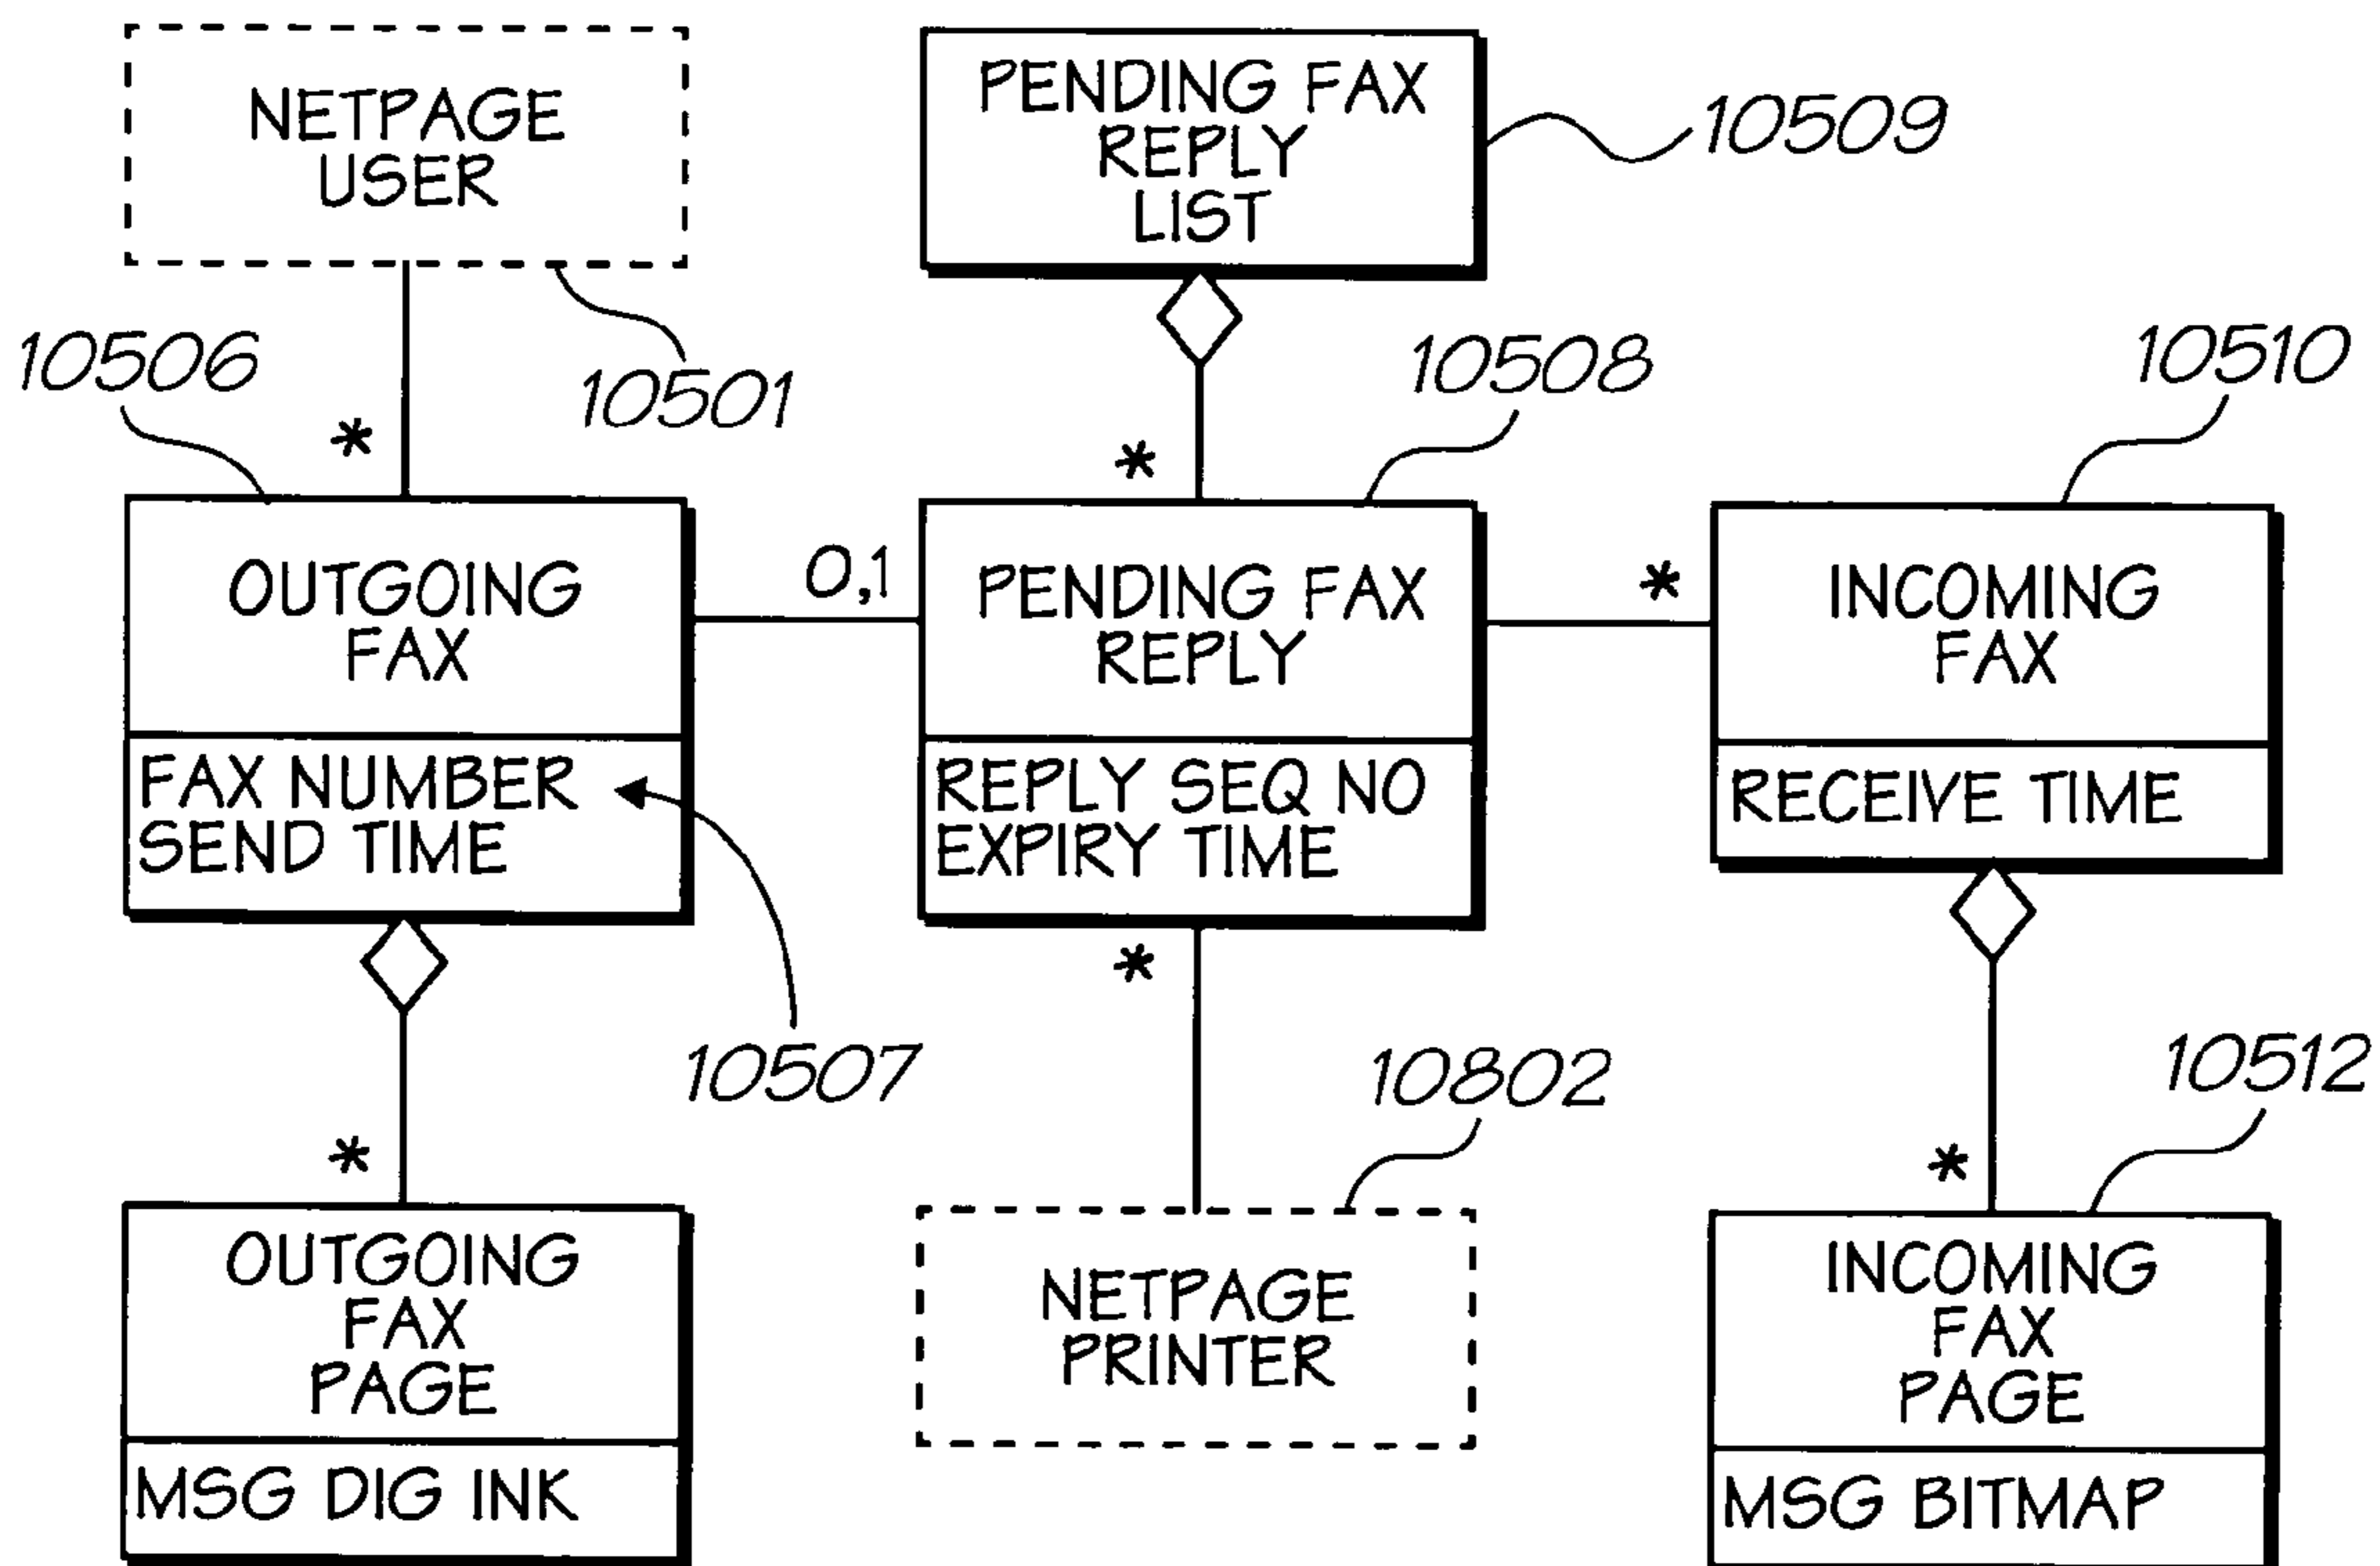 NETPAGE
USER
PENDING FAX
REPLY
LIST
10509
10506
10501
10508
10510
*
*
OUTGOING
FAX
0,1
PENDING FAX
REPLY
*
INCOMING
FAX
FAX NUMBER
SEND TIME
REPLY SEQ NO
EXPIRY TIME
RECEIVE TIME
*
10507
10802
10512
*
*
OUTGOING
FAX
PAGE
NETPAGE
PRINTER
INCOMING
FAX
PAGE
MSG DIG INK
MSG BITMAP